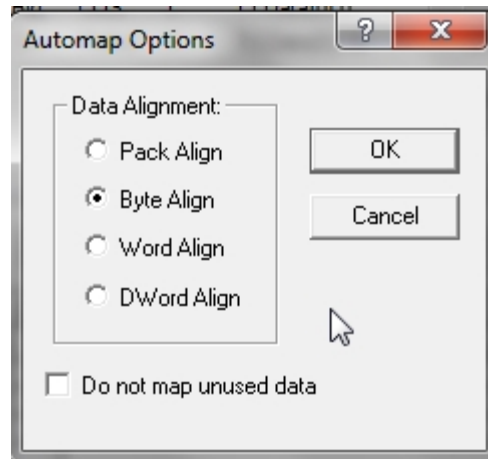 Automap Options
?
Data Alignment:
Pack Align
Byte Align
Word Align
DWord Align
OK
Cancel
Do not map unused data